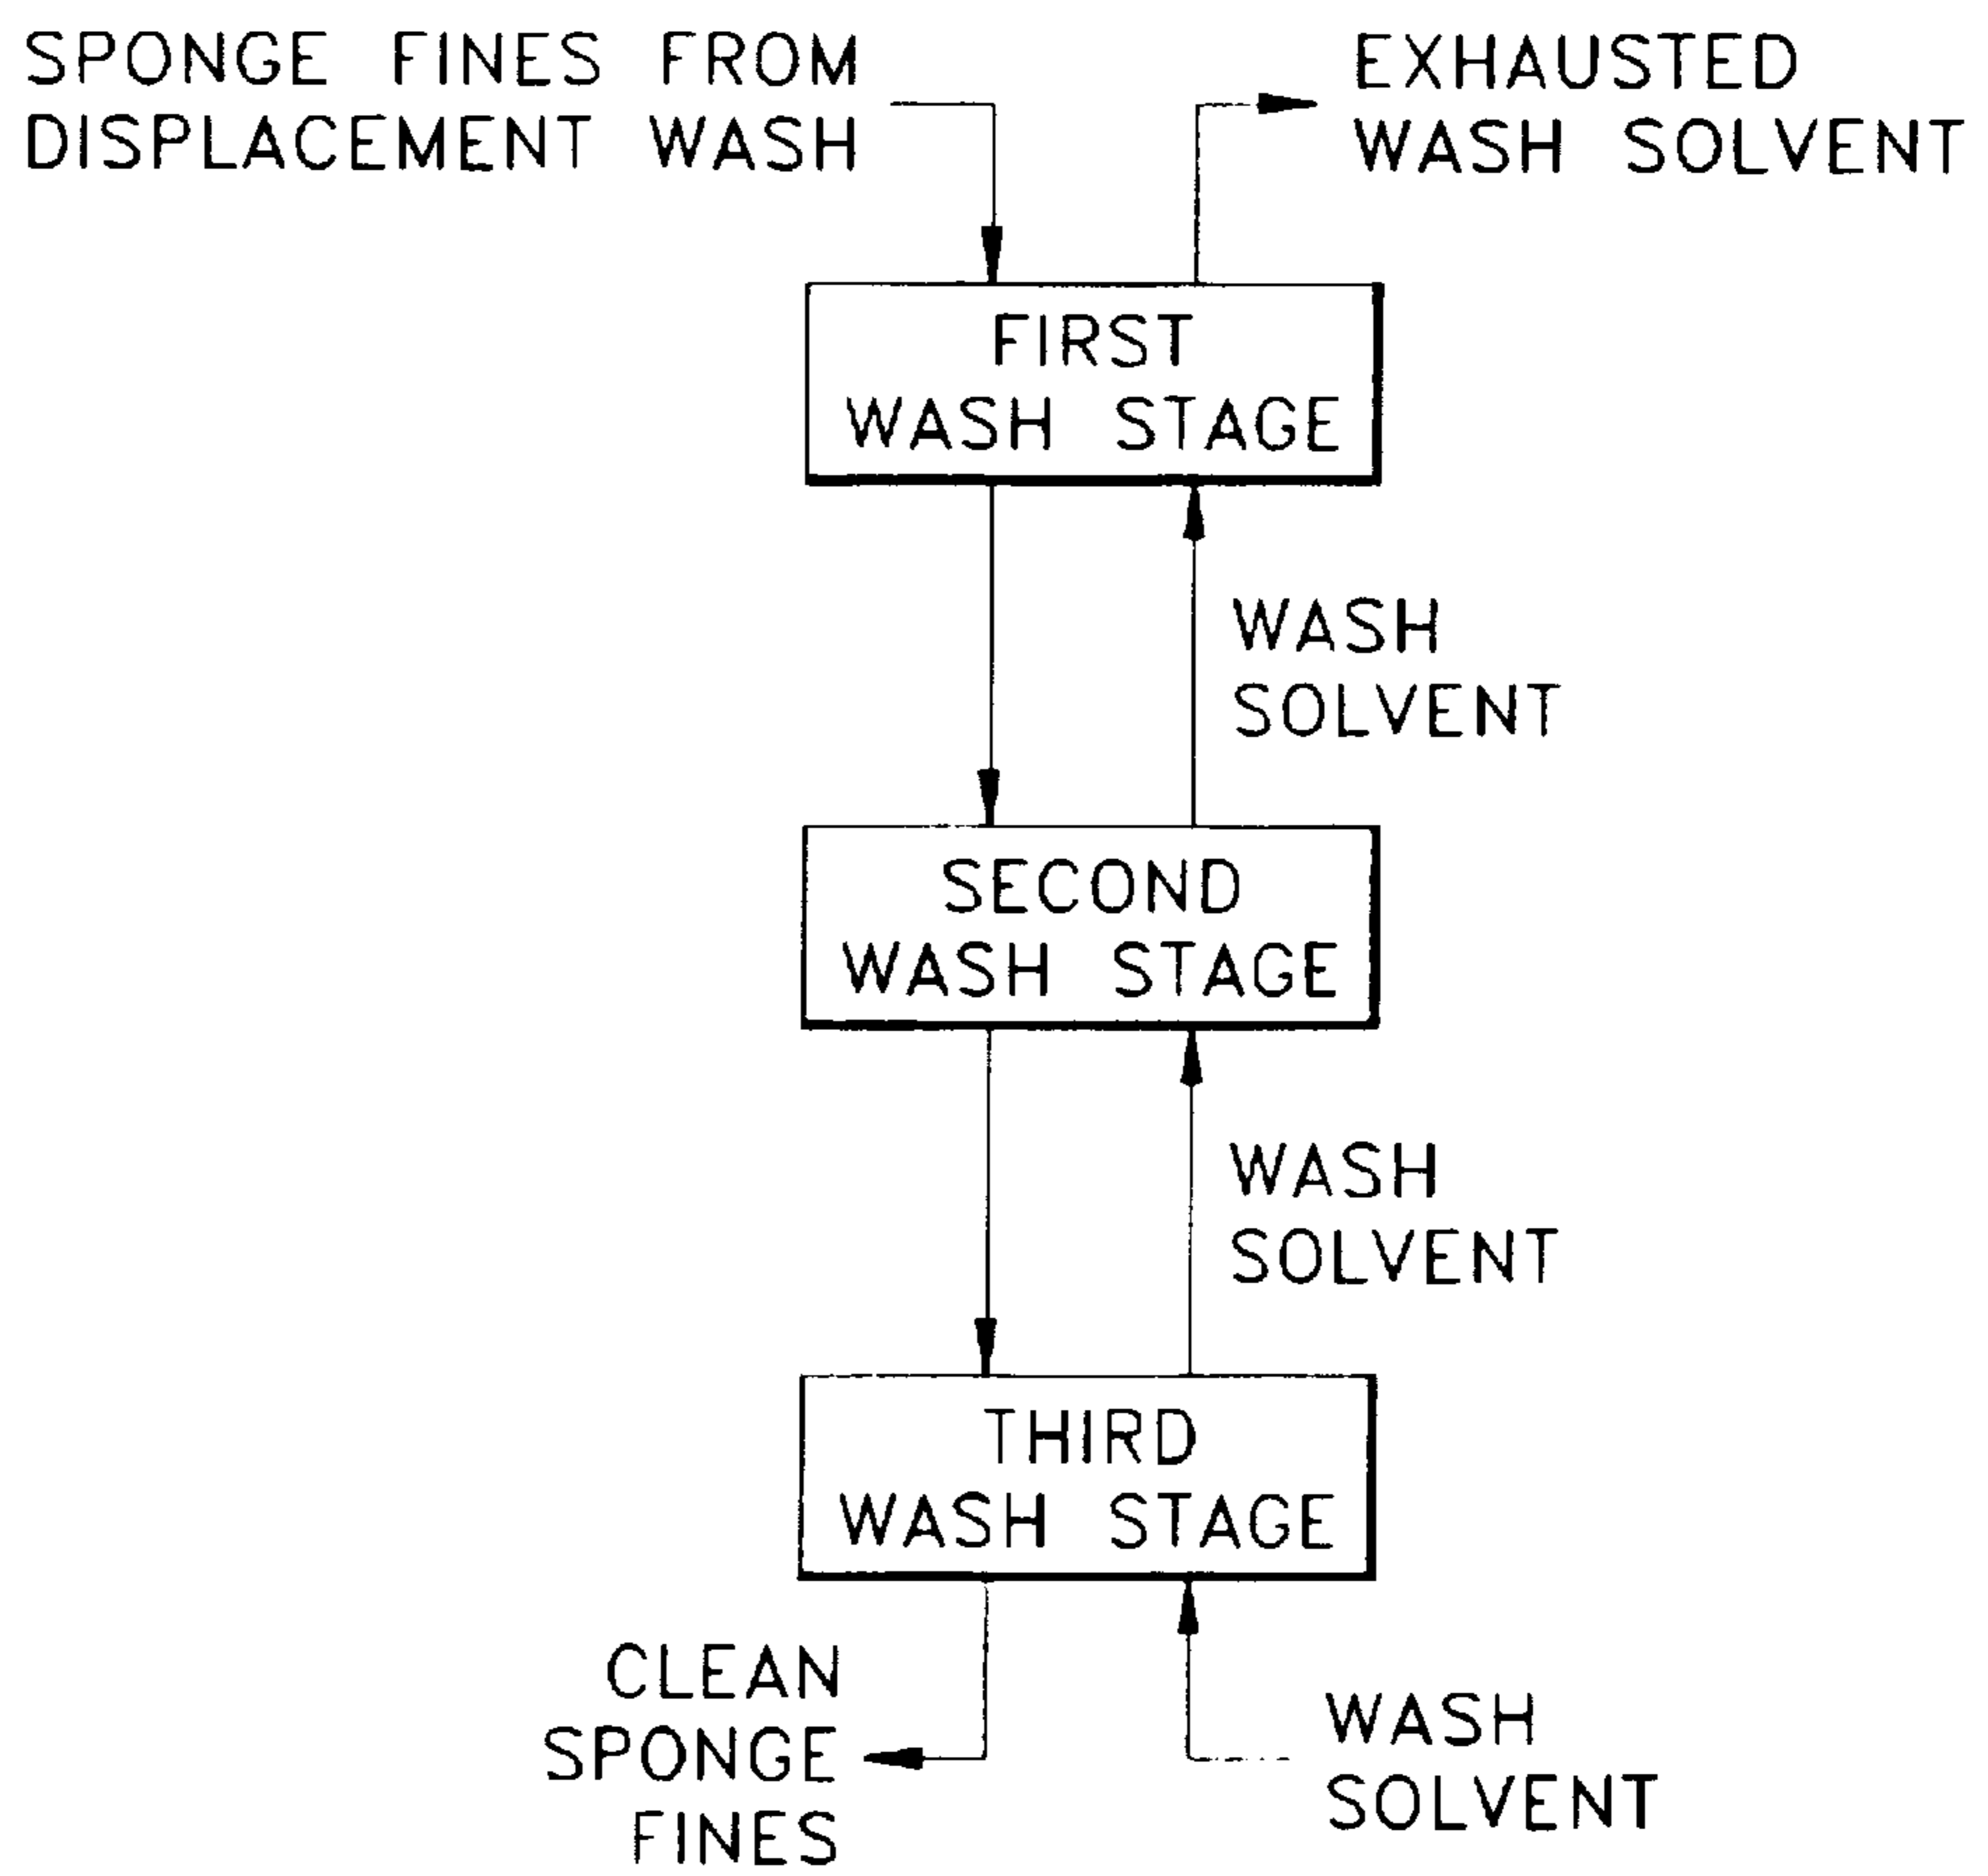 SPONGE FINES FROM
DISPLACEMENT WASH
EXHAUSTED
WASH SOLVENT
FIRST
WASH STAGE
WASH
SOLVENT
SECOND
WASH STAGE
WASH
SOLVENT
THIRD
WASH STAGE
CLEAN
SPONGE
FINES
WASH
SOLVENT